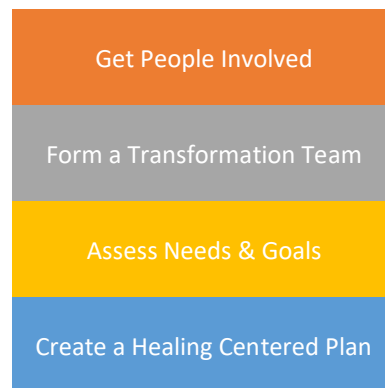 Get People Involved
Form a Transformation Team
Assess Needs & Goals
Create a Healing Centered Plan